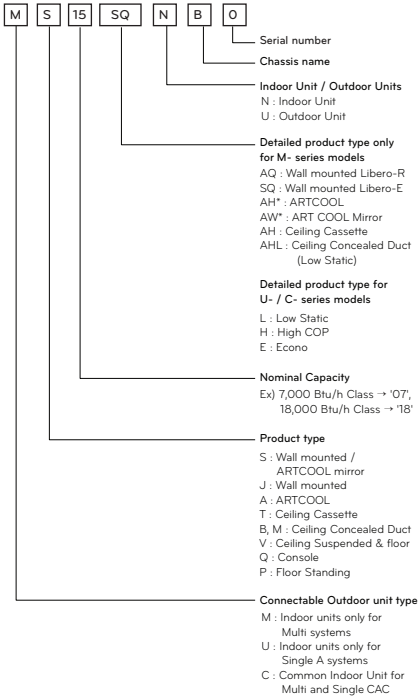 M S 15 SQ N B 0
Serial number
Chassis name
Indoor Unit / Outdoor Units
N : Indoor Unit
U : Outdoor Unit
Detailed product type only
for M- series models
AQ : Wall mounted Libero-R
SQ : Wall mounted Libero-E
AH* : ARTCOOL
AW* : ART COOL Mirror
AH : Ceiling Cassette
AHL : Ceiling Concealed Duct
(Low Static)
Detailed product type for
U- / C- series models
L : Low Static
H : High COP
E : Econo
Nominal Capacity
Ex) 7,000 Btu/h Class → '07',
18,000 Btu/h Class → '18'
Product type
S : Wall mounted /
ARTCOOL mirror
J : Wall mounted
A : ARTCOOL
T : Ceiling Cassette
B, M : Ceiling Concealed Duct
V : Ceiling Suspended & floor
Q : Console
P : Floor Standing
Connectable Outdoor unit type
M : Indoor units only for
Multi systems
U : Indoor units only for
Single A systems
C : Common Indoor Unit for
Multi and Single CAC